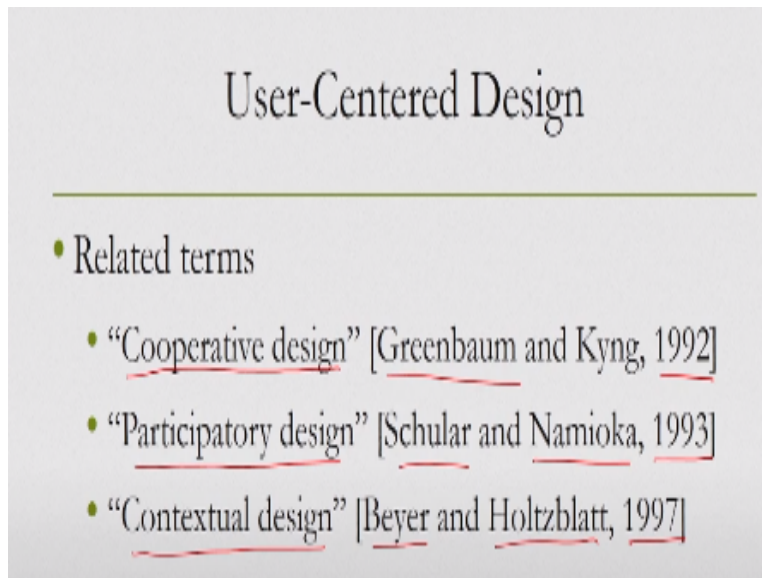 User-Centered Design
• Related terms
• “Cooperative design” [Greenbaum and Kyng, 1992]
• “Participatory design” [Schular and Namioka, 1993]
• “Contextual design” [Beyer and Holtzblatt, 1997]